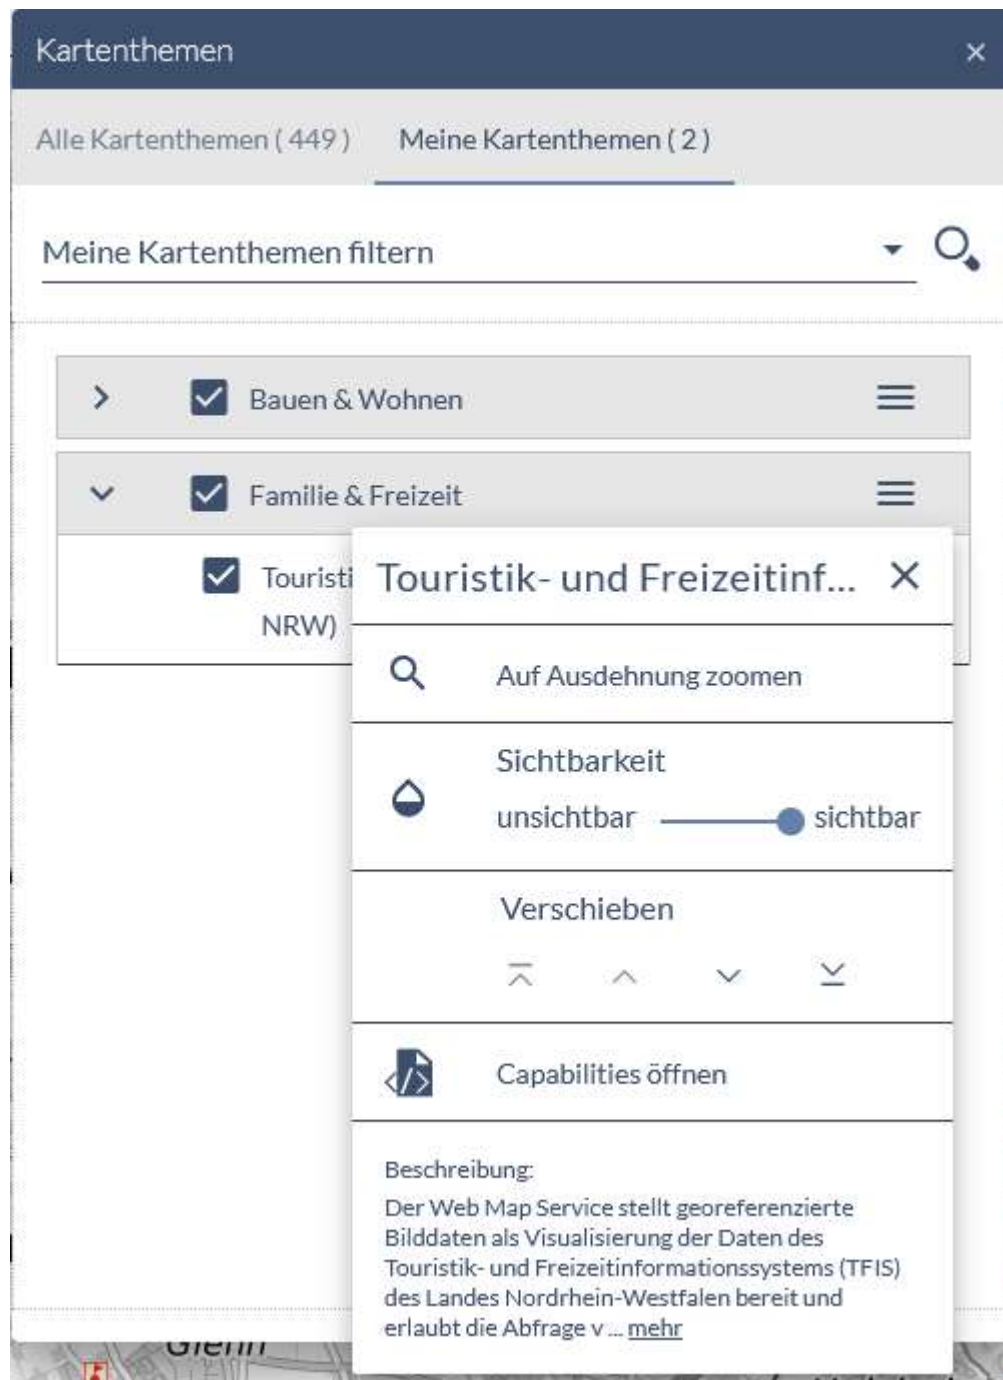 Kartenthemen
Alle Kartenthemen ( 449 ) Meine Kartenthemen ( 2 )
Meine Kartenthemen filtern
Bauen & Wohnen
Familie & Freizeit
Touristi
NRW)
Touristik- und Freizeitinf...
Auf Ausdehnung zoomen
Sichtbarkeit
unsichtbar sichtbar
Verschieben
Capabilities öffnen
Beschreibung:
Der Web Map Service stellt georeferenzierte
Bilddaten als Visualisierung der Daten des
Touristik- und Freizeitinformationssystems (TFIS)
des Landes Nordrhein-Westfalen bereit und
erlaubt die Abfrage v ... mehr